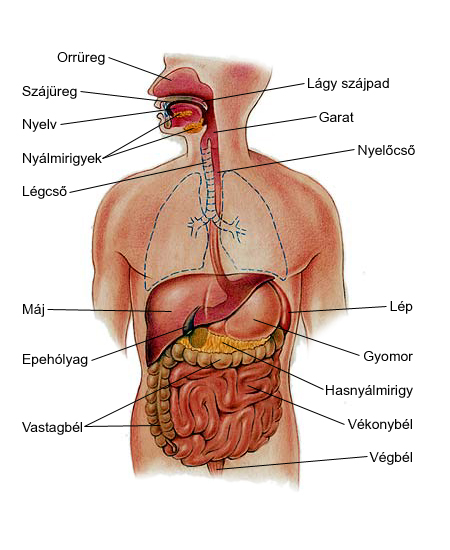 Orrüreg
Szájüreg
Nyelv
Nyálmirigyek
Légcső
Máj
Epehólyag
Vastagbél
Lágy szájpad
Garat
Nyelőcső
Lép
Gyomor
Hasnyálmirigy
Vékonybél
Végbél